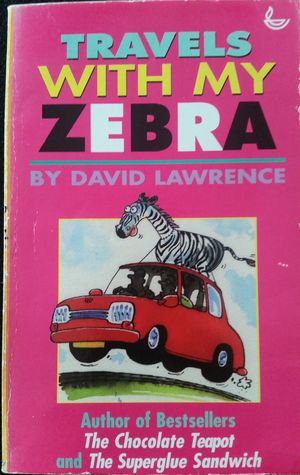 TRAVELS
WITH MY
ZEBRA
BY DAVID LAWRENCE
Author of Bestsellers
The Chocolate Teapot
and The Superglue Sandwich